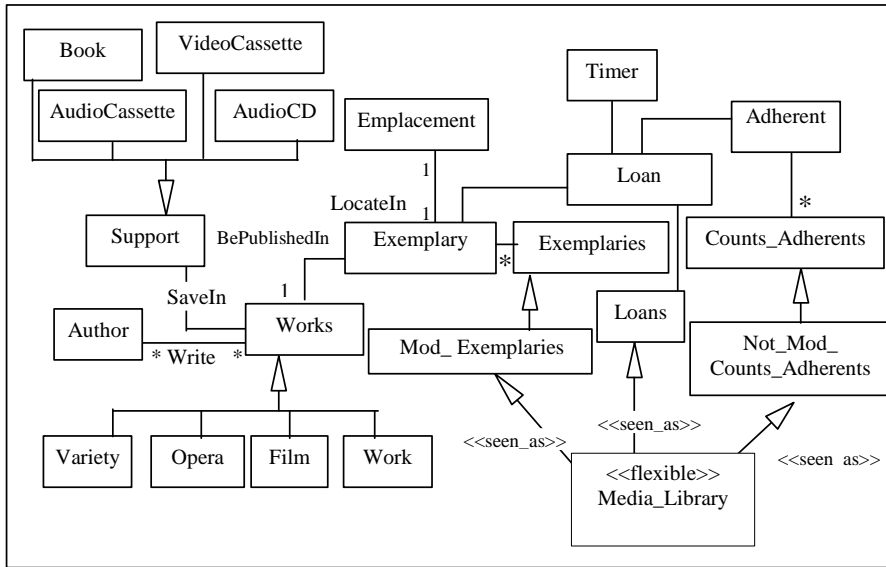 VideoCassette
Book
Timer
AudioCassette
AudioCD
Emplacement
Adherent
1
Loan
LocateIn
1
*
Support
BePublishedIn
Exemplary
Exemplaries
*
Counts_Adherents
SaveIn
1
Author
Works
Loans
* Write *
Mod_ Exemplaries
Not_Mod_
Counts_Adherents
<<seen_as>>
<<seen_as>>
<<seen as>>
Variety
Opera
Film
Work
<<flexible>>
Media_Library